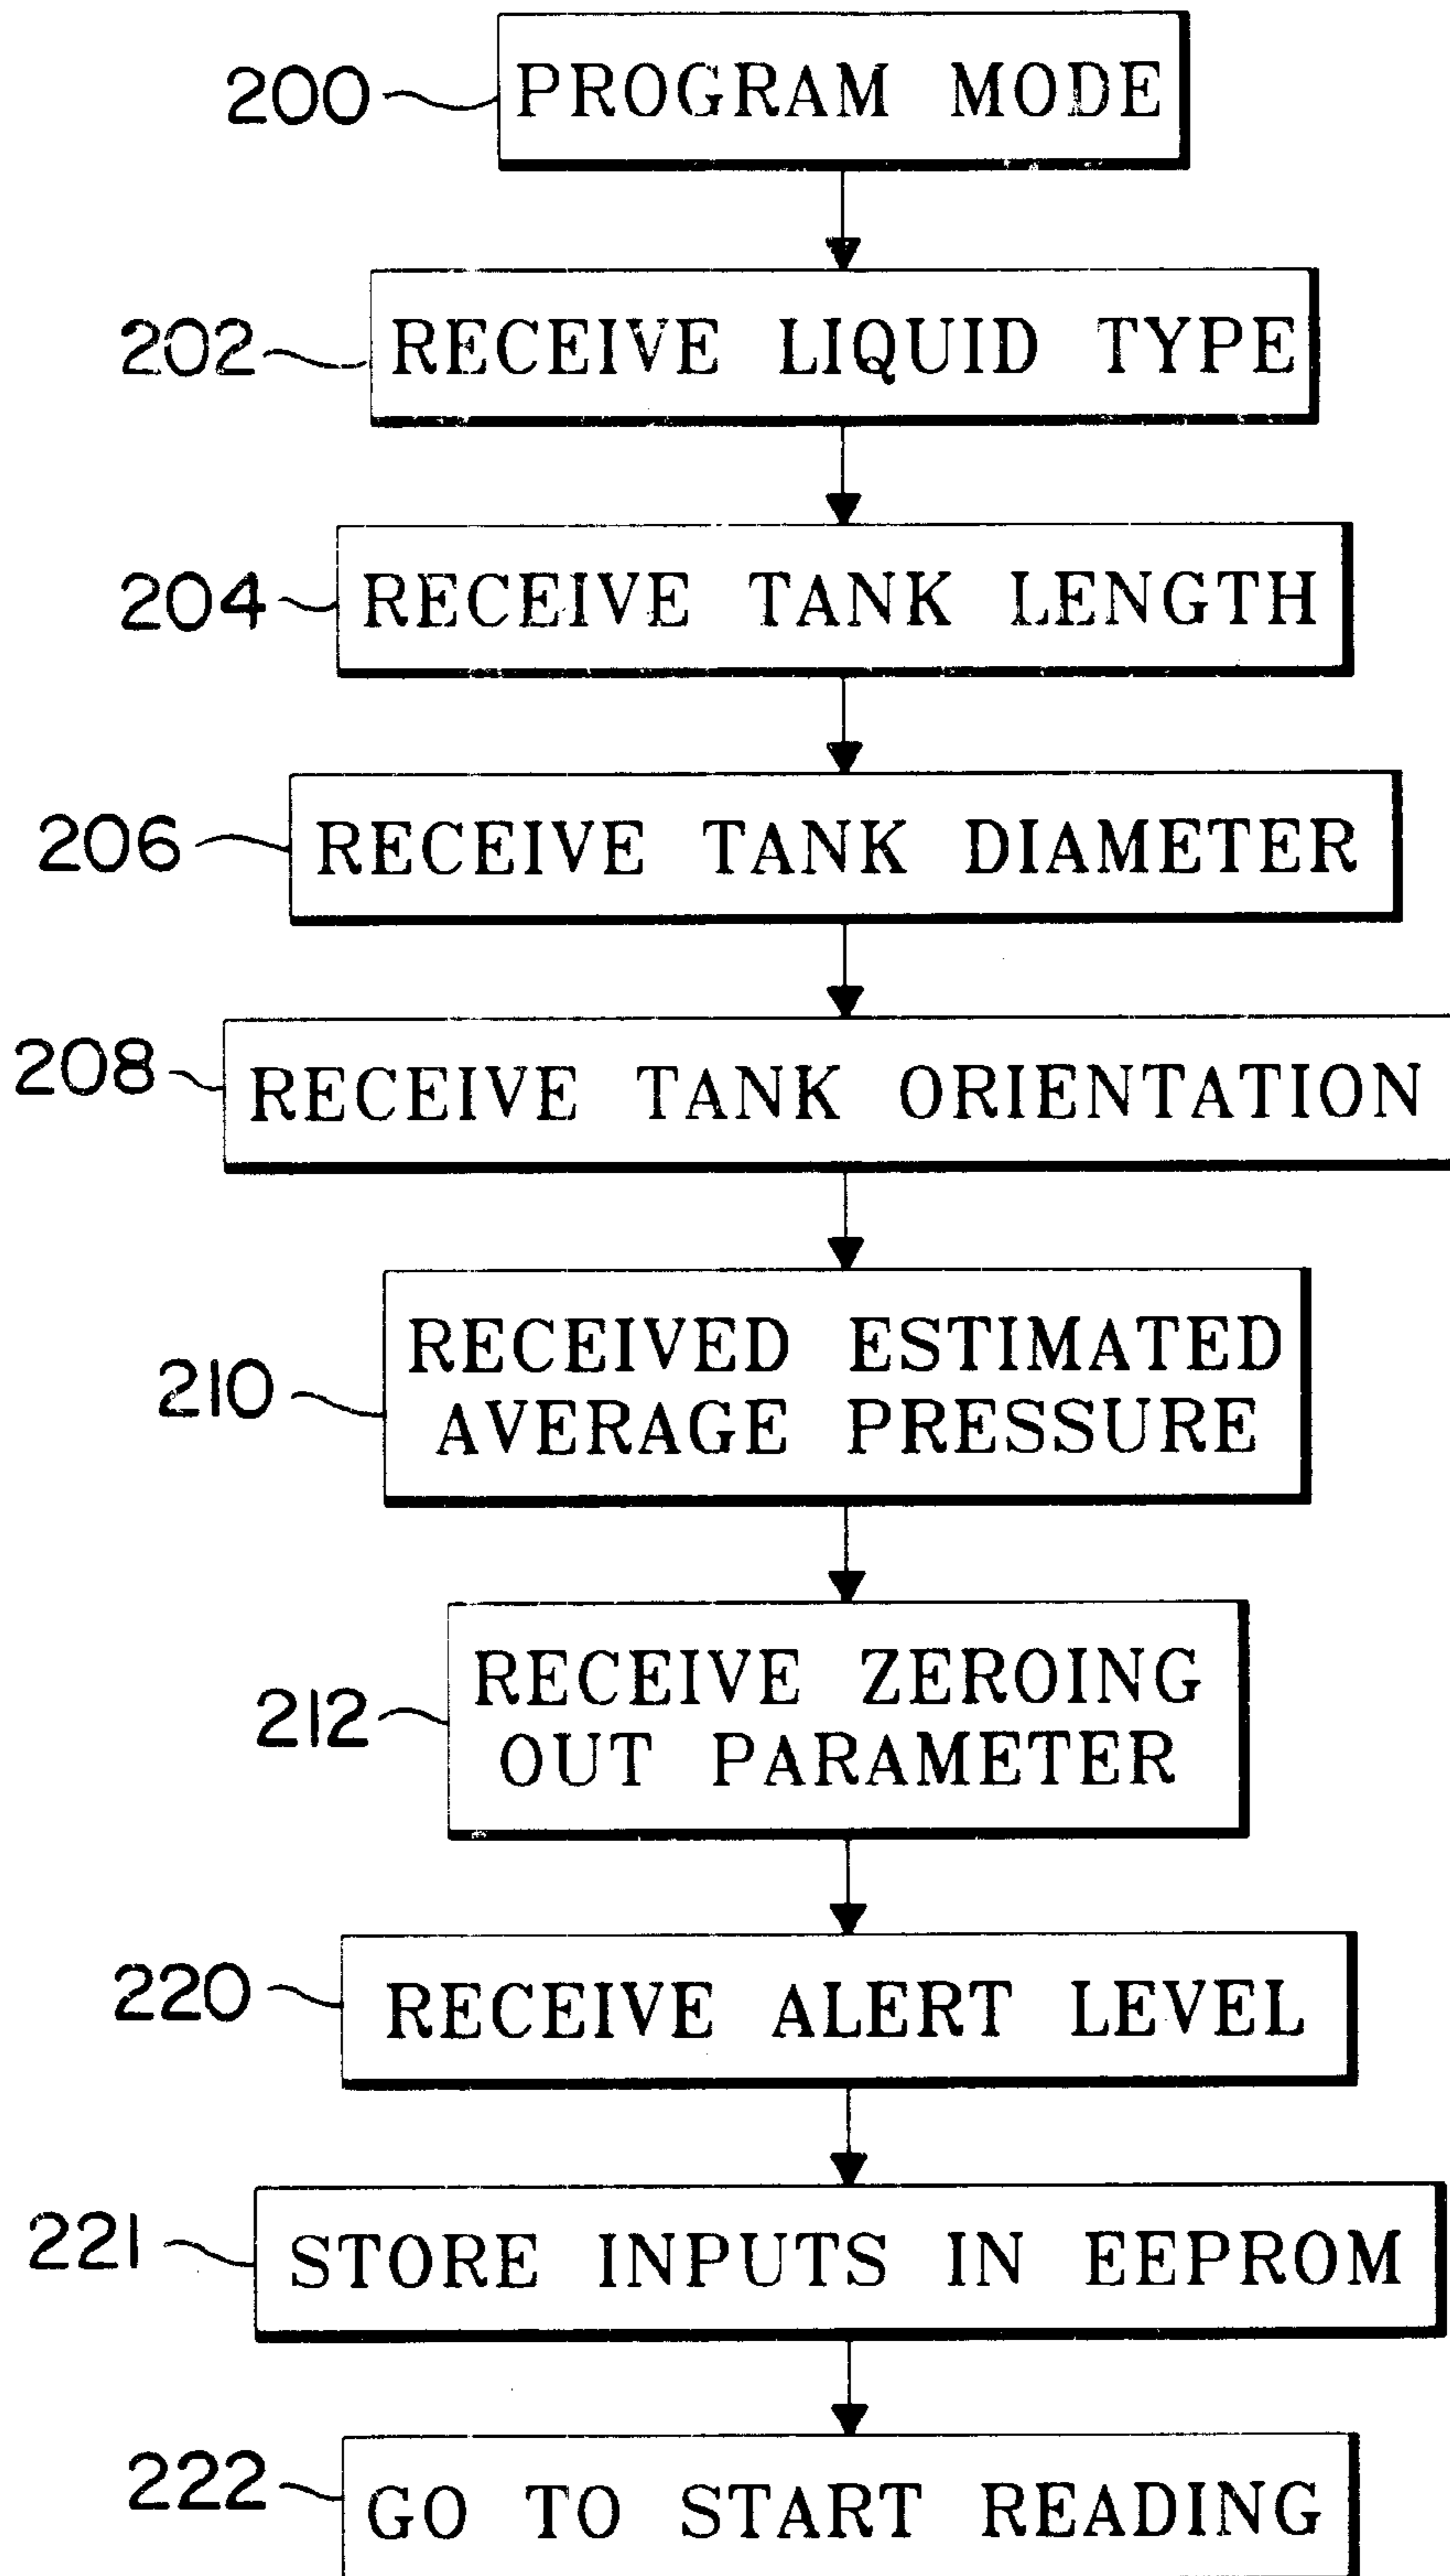 200 PROGRAM MODE
202 RECEIVE LIQUID TYPE
204 RECEIVE TANK LENGTH
206 RECEIVE TANK DIAMETER
208 RECEIVE TANK ORIENTATION
RECEIVED ESTIMATED
210 AVERAGE PRESSURE
RECEIVE ZEROING
212 OUT PARAMETER
220 RECEIVE ALERT LEVEL
221 STORE INPUTS IN EEPROM
222 GO TO START READING